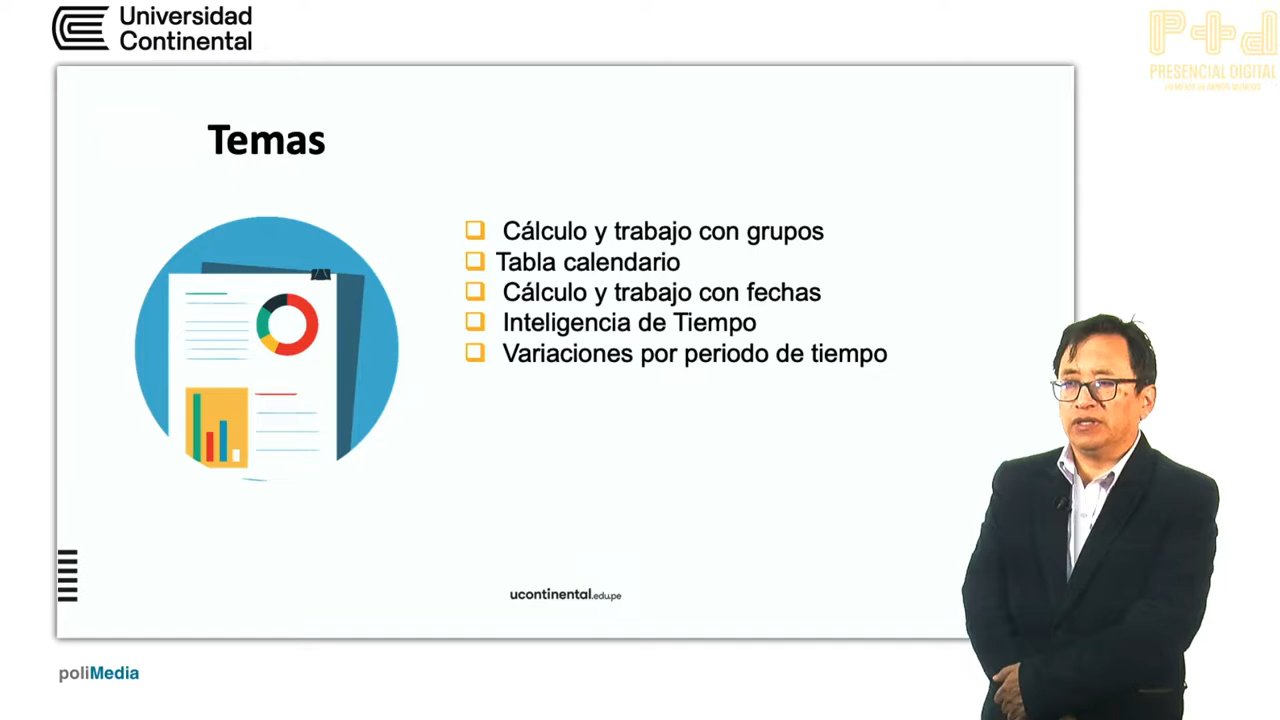 Universidad
Continental
PRESENCIAL DIGITAL
Temas
Cálculo y trabajo con grupos
Tabla calendario
Cálculo y trabajo con fechas
Inteligencia de Tiempo
Variaciones por periodo de tiempo
ucontinental.edu.pe
poliMedia